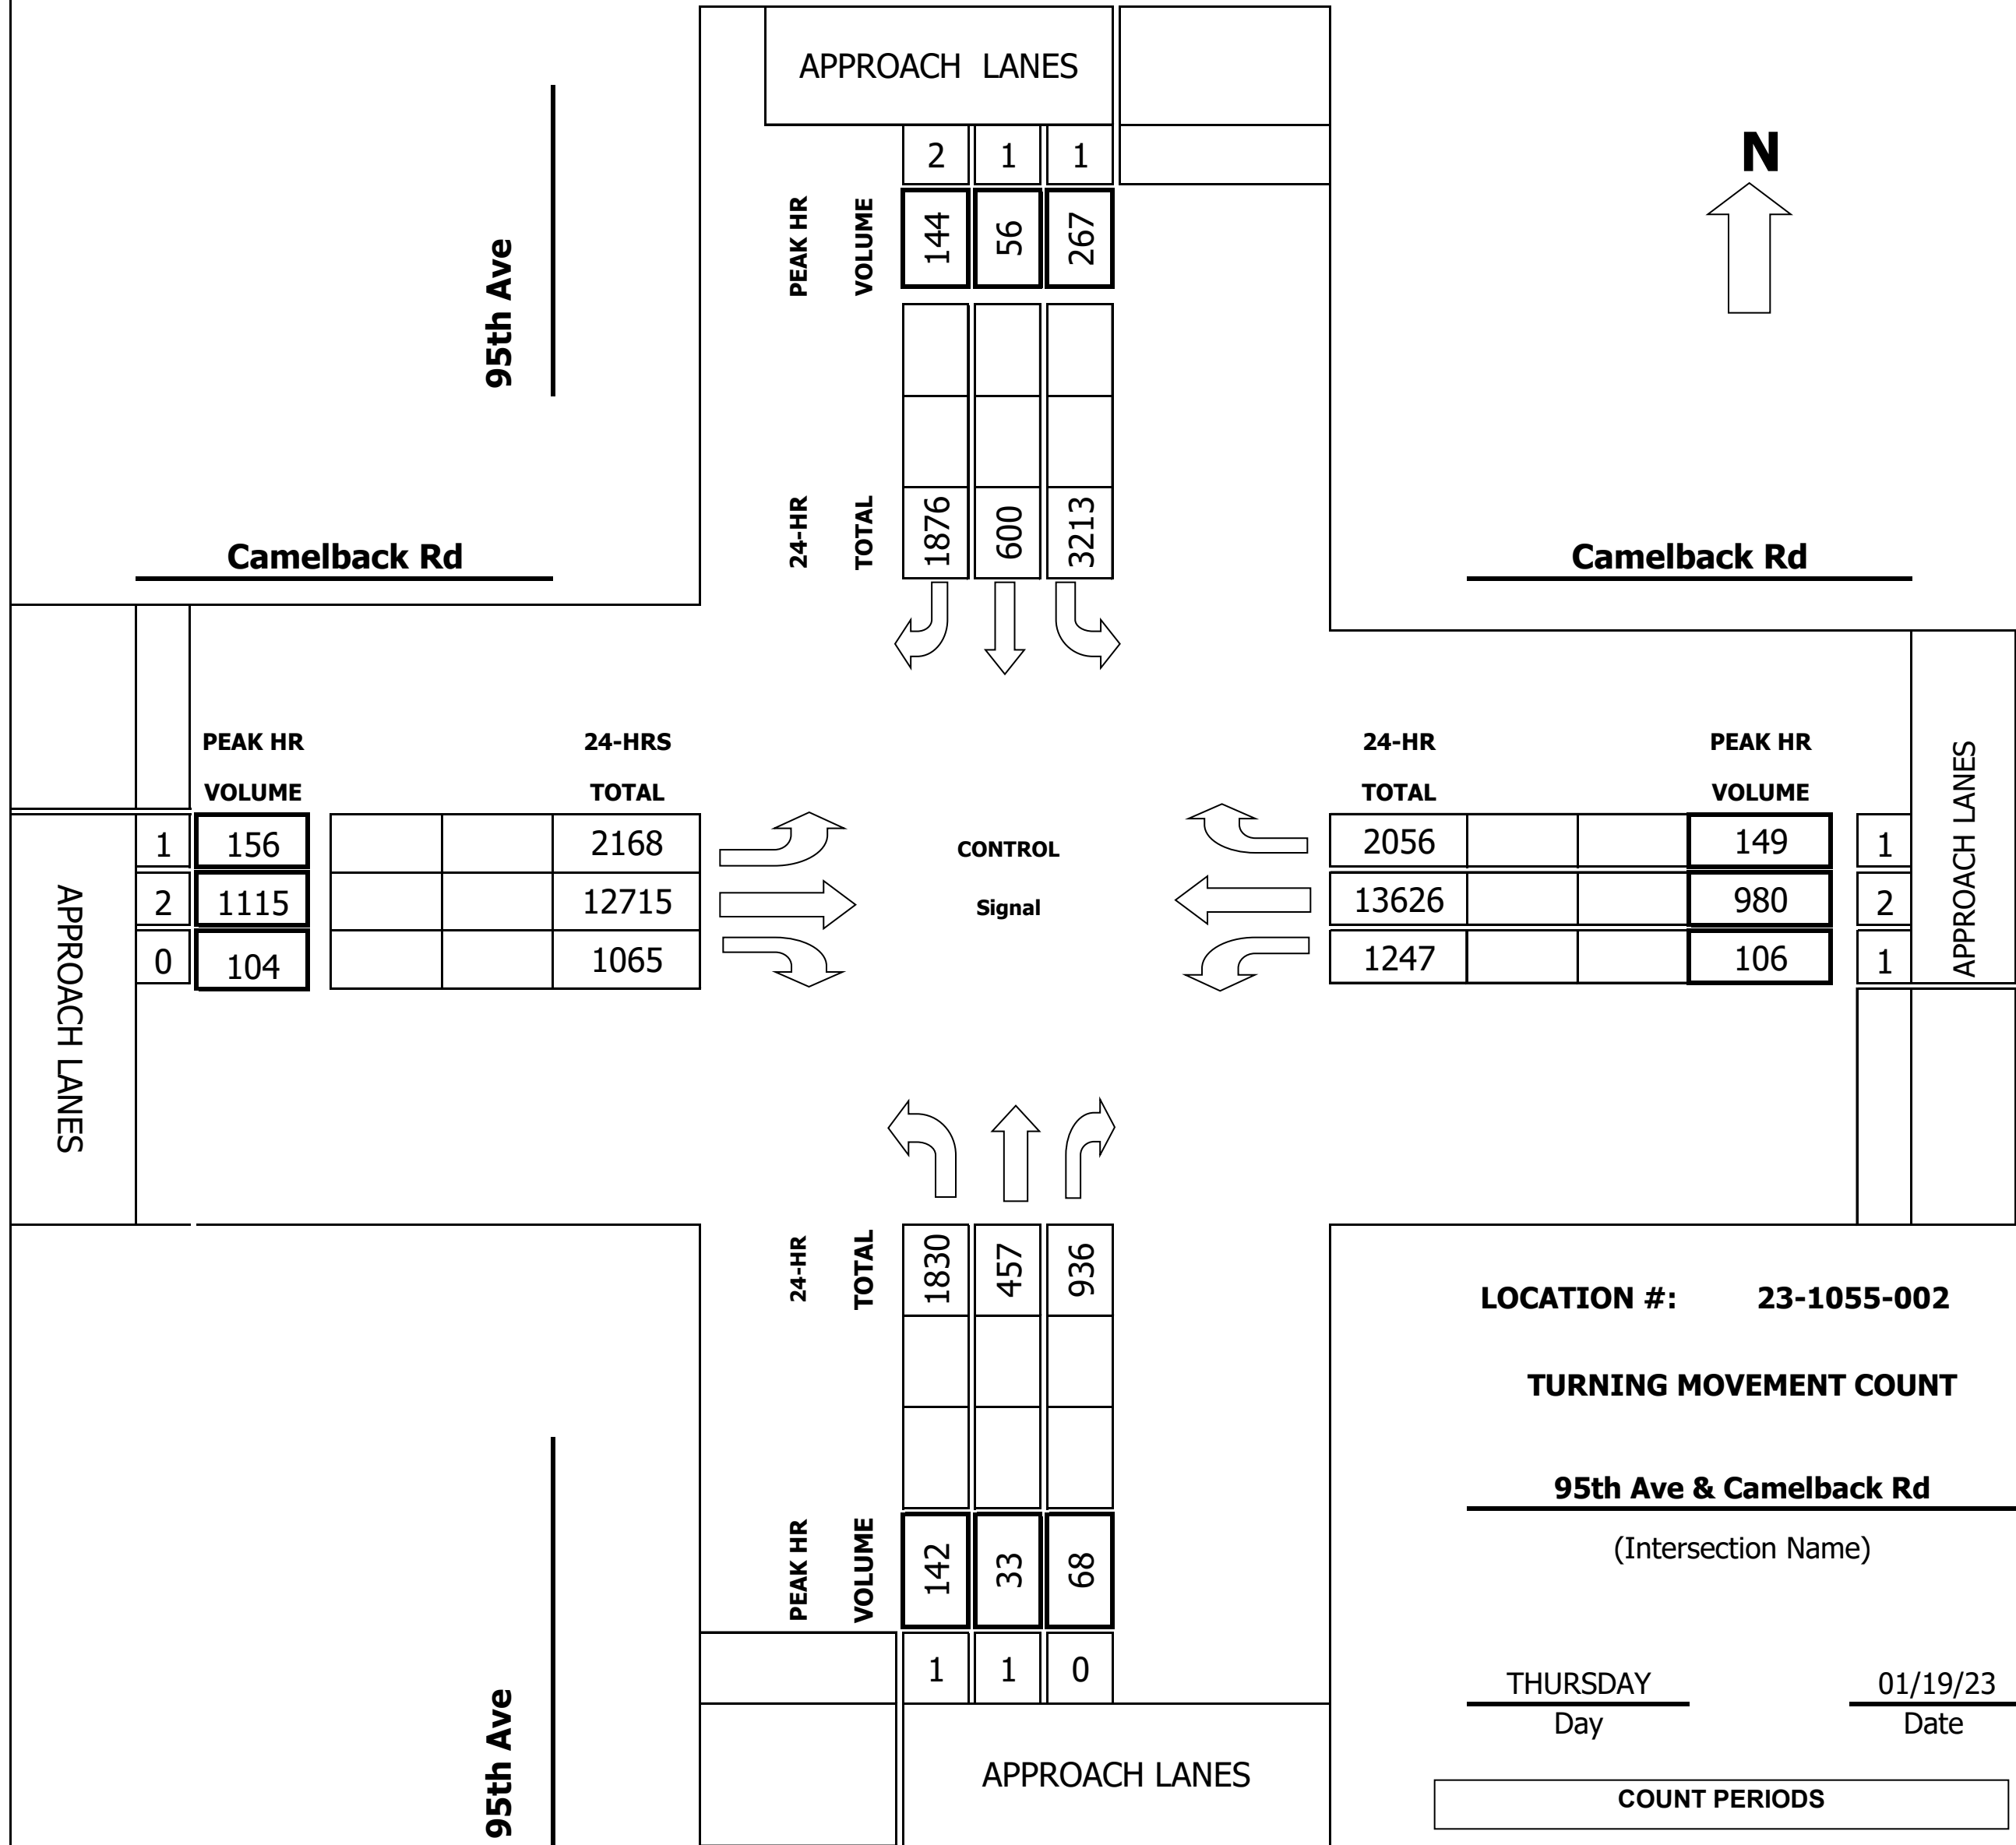 APPROACH LANES
2 1 1
PEAK HR
VOLUME
144 56 267
N
95th Ave
24-HR
TOTAL
1876 600 3213
Camelback Rd
Camelback Rd
PEAK HR 24-HRS 24-HR PEAK HR
VOLUME TOTAL TOTAL VOLUME
1 156 2168 CONTROL 2056 149 1
2 1115 12715 Signal 13626 980 2
0 104 1065 1247 106 1
APPROACH LANES
APPROACH LANES
24-HR
TOTAL
1830 457 936
LOCATION #: 23-1055-002
TURNING MOVEMENT COUNT
95th Ave & Camelback Rd
(Intersection Name)
PEAK HR
VOLUME
142 33 68
1 1 0
THURSDAY 01/19/23
Day Date
95th Ave
APPROACH LANES
COUNT PERIODS